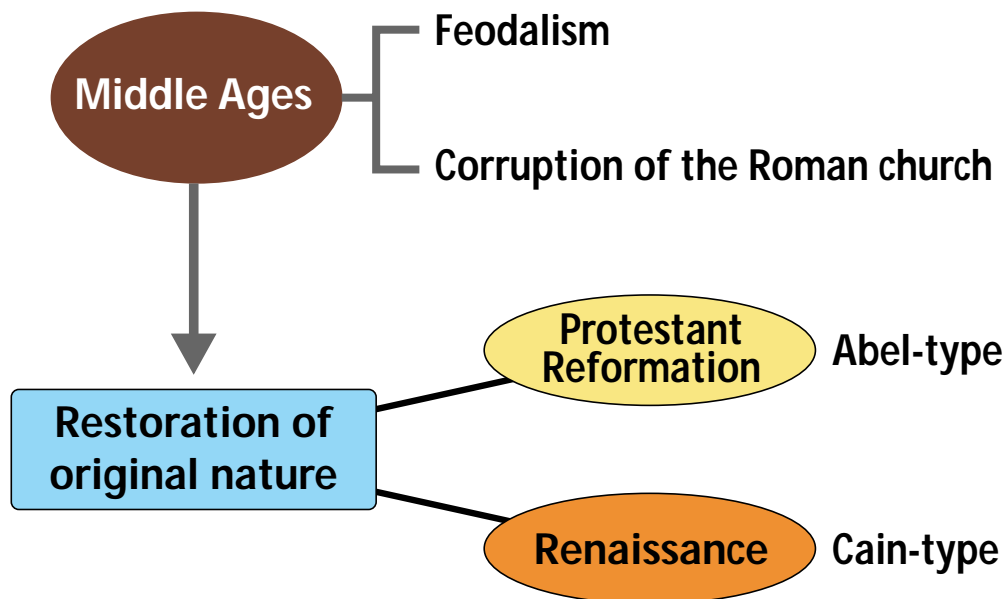 Feodalism
Middle Ages
Corruption of the Roman church
Protestant
Reformation
Abel-type
Restoration of
original nature
Renaissance
Cain-type